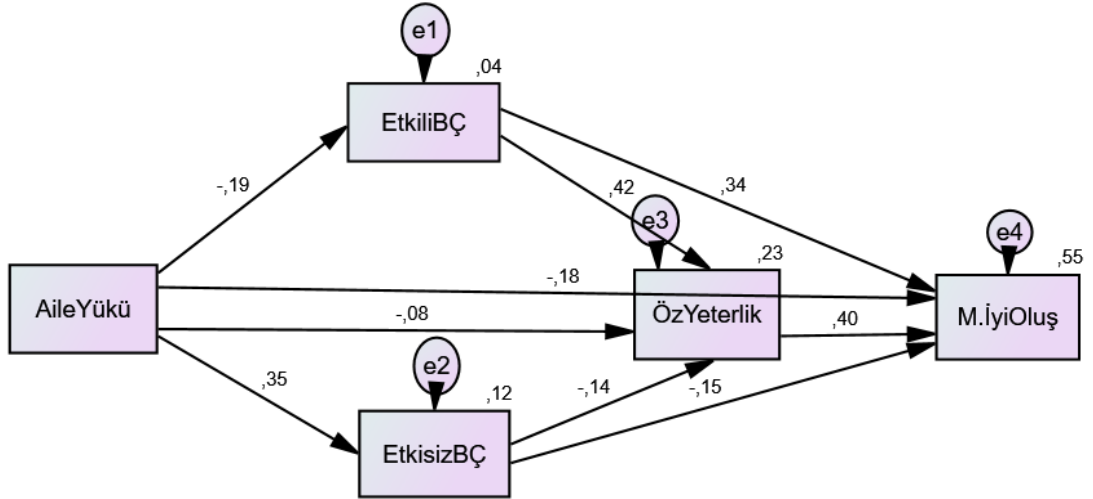 e1
,04
EtkiliBÇ
-,19
,42
,34
e3
e4
,23
,55
-,18
AileYükü
ÖzYeterlik
M.İyiOluş
-,08
,40
e2
,35
,12
-,14
-,15
EtkisizBÇ